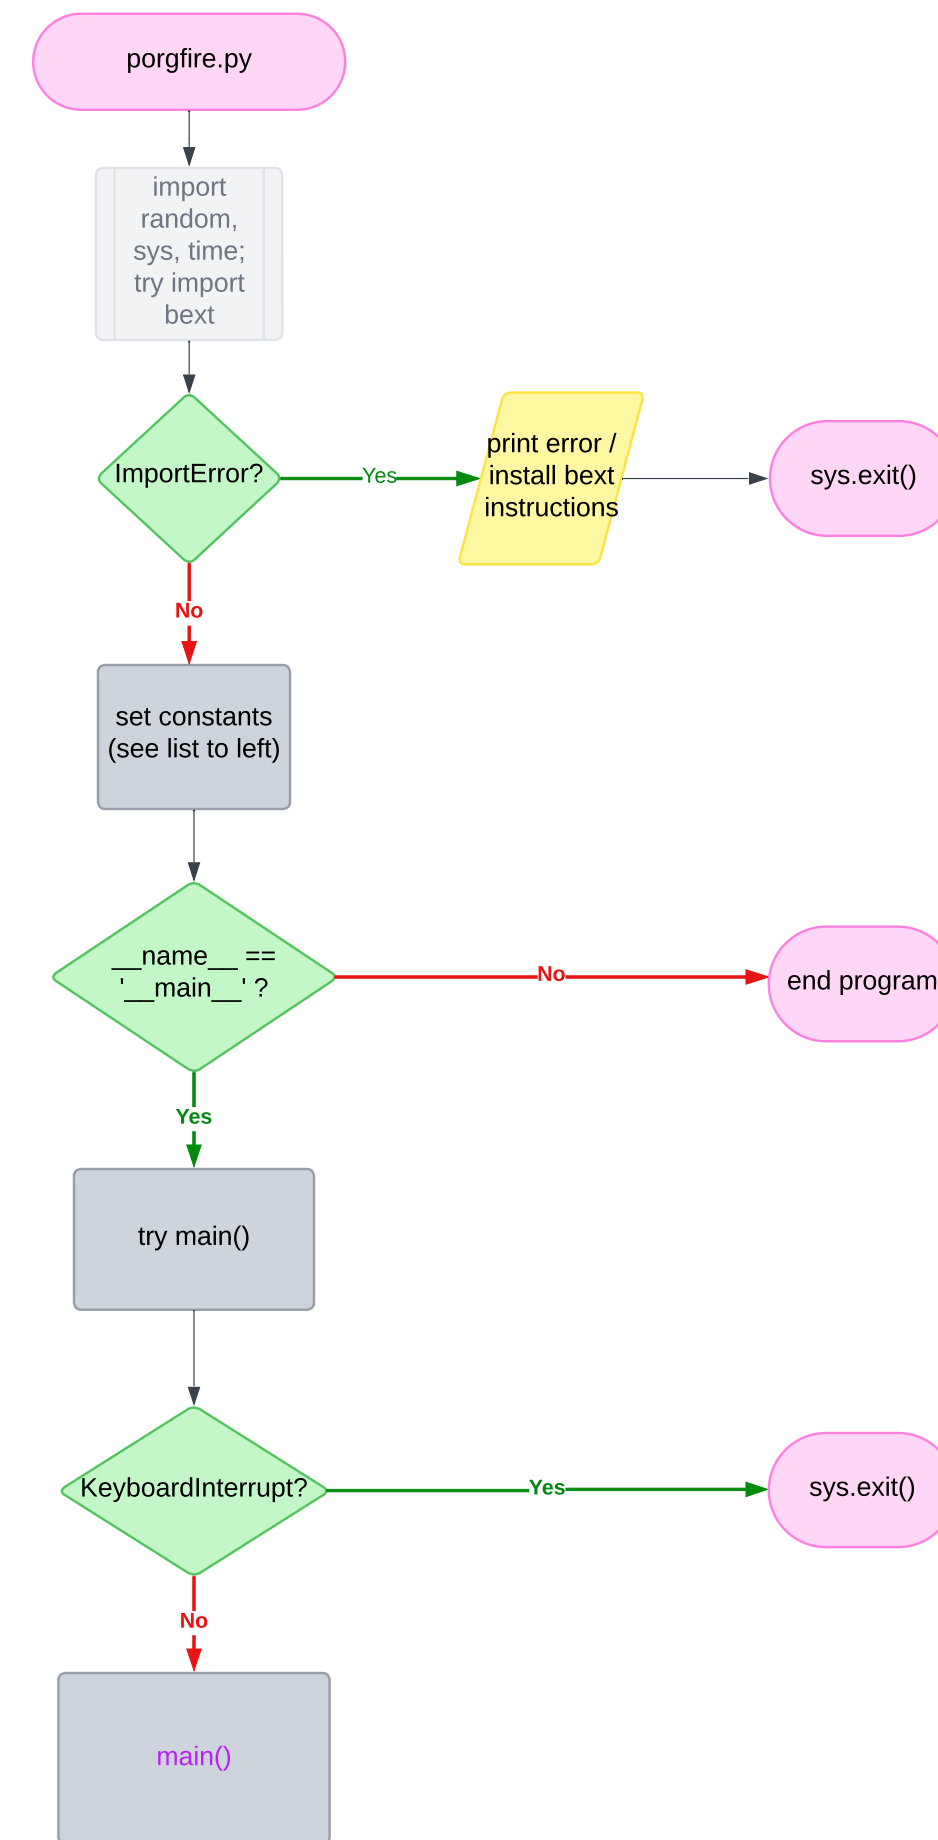 porgfire.py
import
random,
sys, time;
try import
bext
ImportError?
Yes
print error /
install bext
instructions
sys.exit()
No
set constants
(see list to left)
__name__ ==
'__main__' ?
No
end program
Yes
try main()
KeyboardInterrupt?
Yes
sys.exit()
No
main()